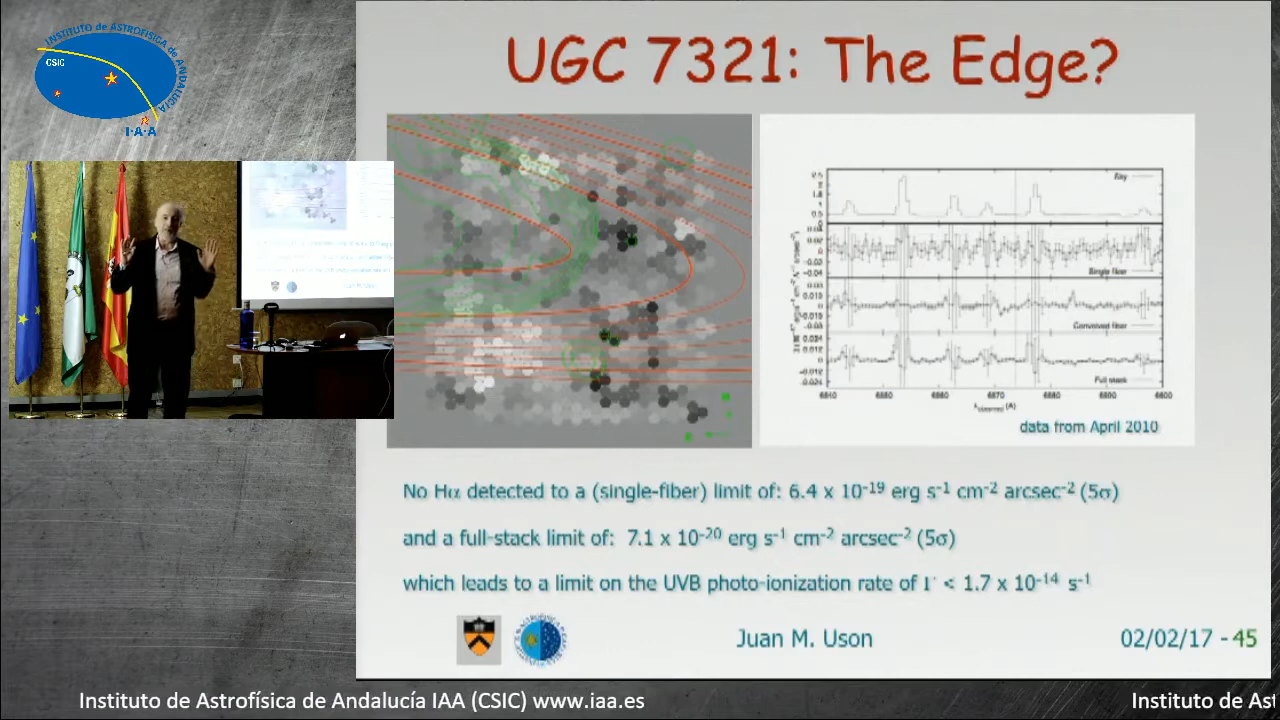 INSTITUTO de ASTROFÍSICA de ANDALUCÍA
CSIC
I·A·A
UGC 7321: The Edge?
Sky
Single fiber
Convolved fiber
Full stack
data from April 2010
No Hα detected to a (single-fiber) limit of: 6.4 x 10⁻¹⁹ erg s⁻¹ cm⁻² arcsec⁻² (5σ)
and a full-stack limit of: 7.1 x 10⁻²⁰ erg s⁻¹ cm⁻² arcsec⁻² (5σ)
which leads to a limit on the UVB photo-ionization rate of Γ < 1.7 x 10⁻¹⁴ s⁻¹
Juan M. Uson
02/02/17 - 45
Instituto de Astrofísica de Andalucía IAA (CSIC) www.iaa.es
Instituto de Ast